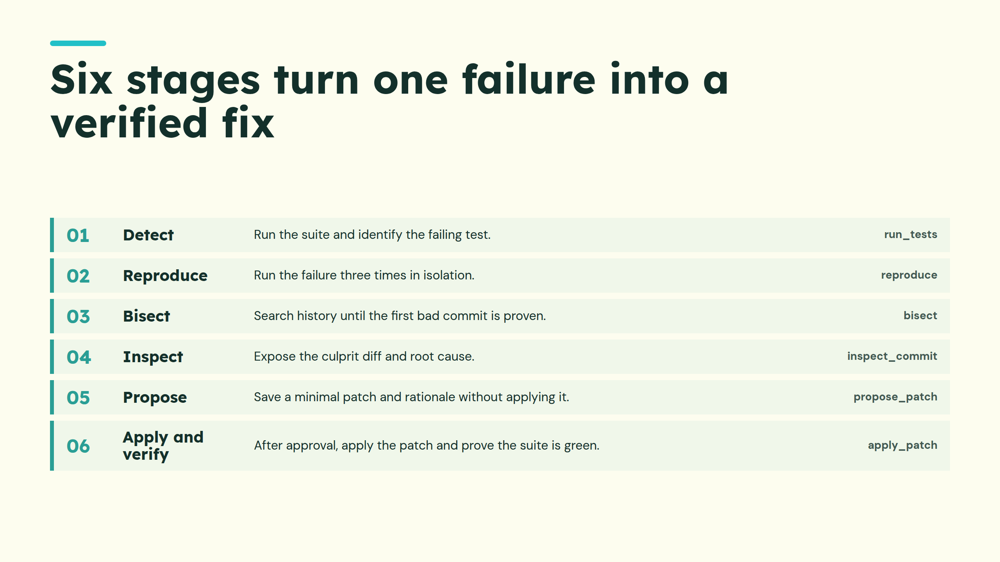 Six stages turn one failure into a
verified fix
01 Detect Run the suite and identify the failing test. run_tests
02 Reproduce Run the failure three times in isolation. reproduce
03 Bisect Search history until the first bad commit is proven. bisect
04 Inspect Expose the culprit diff and root cause. inspect_commit
05 Propose Save a minimal patch and rationale without applying it. propose_patch
06 Apply and
verify After approval, apply the patch and prove the suite is green. apply_patch